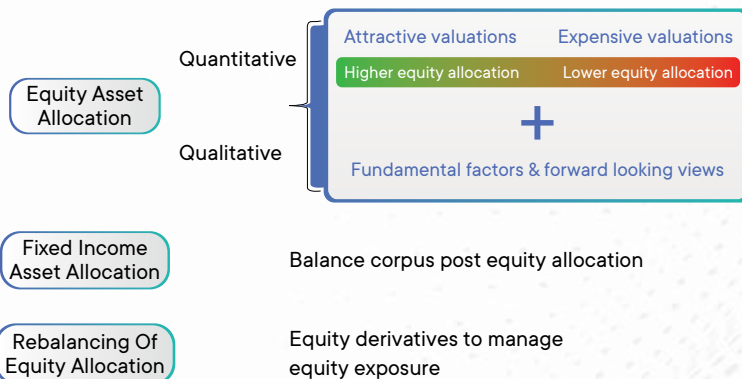 Equity Asset
Allocation
Quantitative
Qualitative
Attractive valuations
Expensive valuations
Higher equity allocation
Lower equity allocation
+
Fundamental factors & forward looking views
Fixed Income
Asset Allocation
Balance corpus post equity allocation
Rebalancing Of
Equity Allocation
Equity derivatives to manage
equity exposure